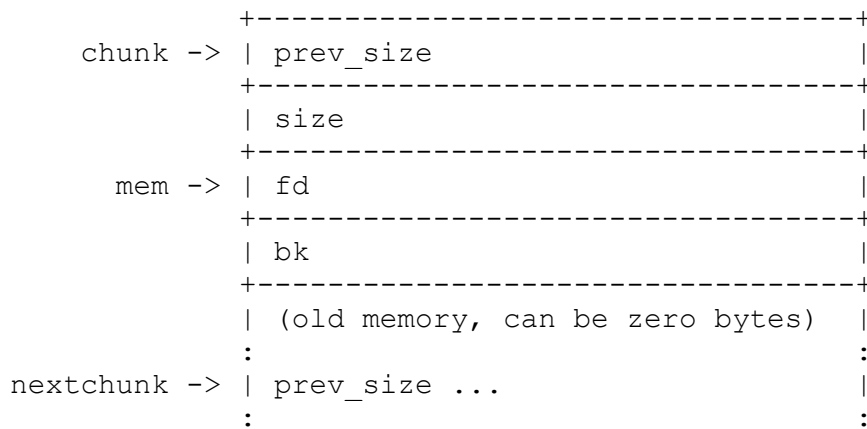 +----------------------------------+
chunk -> | prev_size |
+----------------------------------+
| size |
+----------------------------------+
mem -> | fd |
+----------------------------------+
| bk |
+----------------------------------+
| (old memory, can be zero bytes) |
: :
nextchunk -> | prev_size ... |
: :